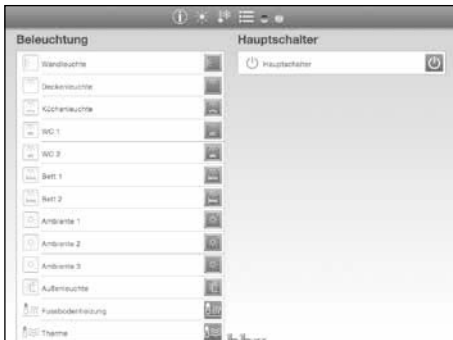 Beleuchtung
Wandleuchte
Deckenleuchte
Küchenleuchte
WC 1
WC 2
Bett 1
Bett 2
Ambiente 1
Ambiente 2
Ambiente 3
Außenleuchte
Fussbodenheizung
Therme
Hauptschalter
Hauptschalter